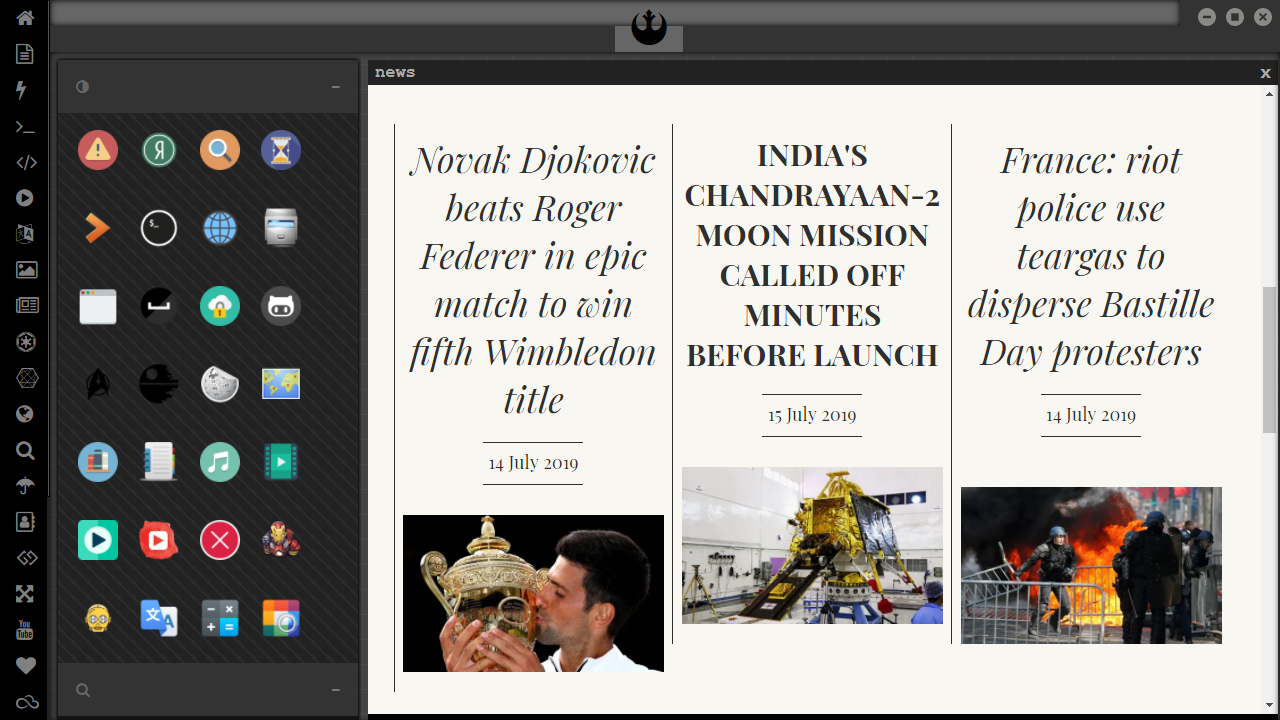 news
x
Novak Djokovic
beats Roger
Federer in epic
match to win
fifth Wimbledon
title
14 July 2019
INDIA'S
CHANDRAYAAN-2
MOON MISSION
CALLED OFF
MINUTES
BEFORE LAUNCH
15 July 2019
France: riot
police use
teargas to
disperse Bastille
Day protesters
14 July 2019
Я
$_
You
Tube